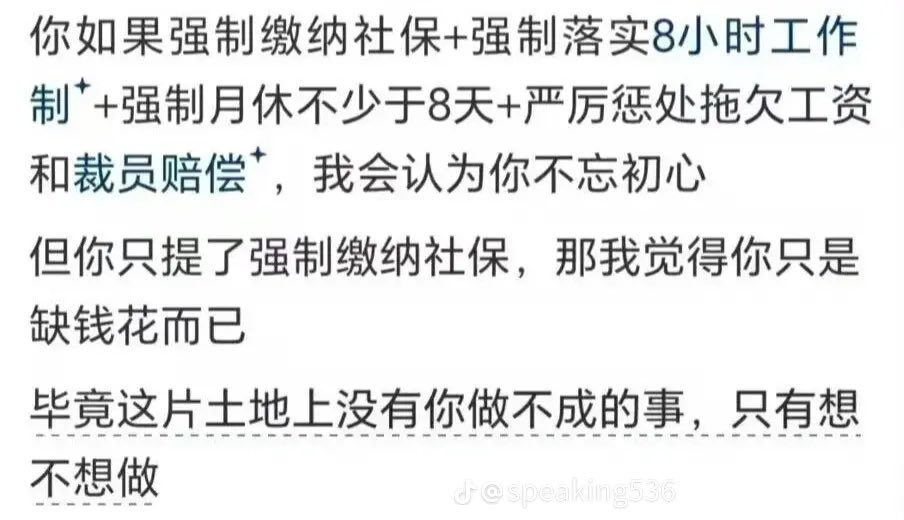 你如果强制缴纳社保+强制落实8小时工作
制+强制月休不少于8天+严厉惩处拖欠工资
和裁员赔偿，我会认为你不忘初心
但你只提了强制缴纳社保，那我觉得你只是
缺钱花而已
毕竟这片土地上没有你做不成的事，只有想
不想做
@speaking536